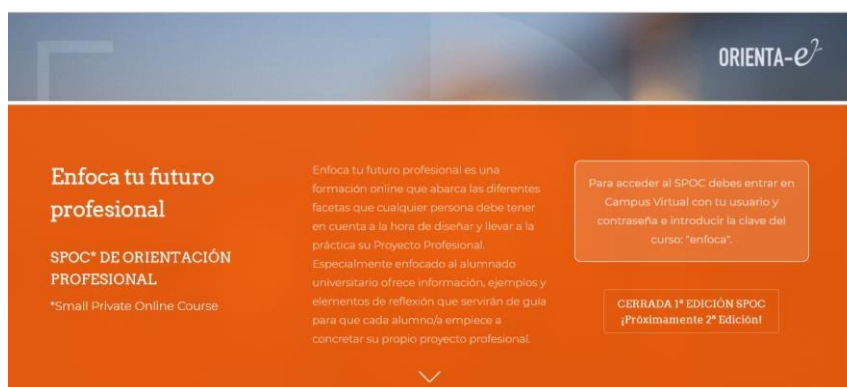 ORIENTA-e2
Enfoca tu futuro
profesional
SPOC* DE ORIENTACIÓN
PROFESIONAL
*Small Private Online Course
Enfoca tu futuro profesional es una
formación online que abarca las diferentes
facetas que cualquier persona debe tener
en cuenta a la hora de diseñar y llevar a la
práctica su Proyecto Profesional.
Especialmente enfocado al alumnado
universitario ofrece información, ejemplos y
elementos de reflexión que servirán de guía
para que cada alumno/a empiece a
concretar su propio proyecto profesional.
Para acceder al SPOC debes entrar en
Campus Virtual con tu usuario y
contraseña e introducir la clave del
curso: "enfoca".
CERRADA 1ª EDICIÓN SPOC
¡Próximamente 2ª Edición!